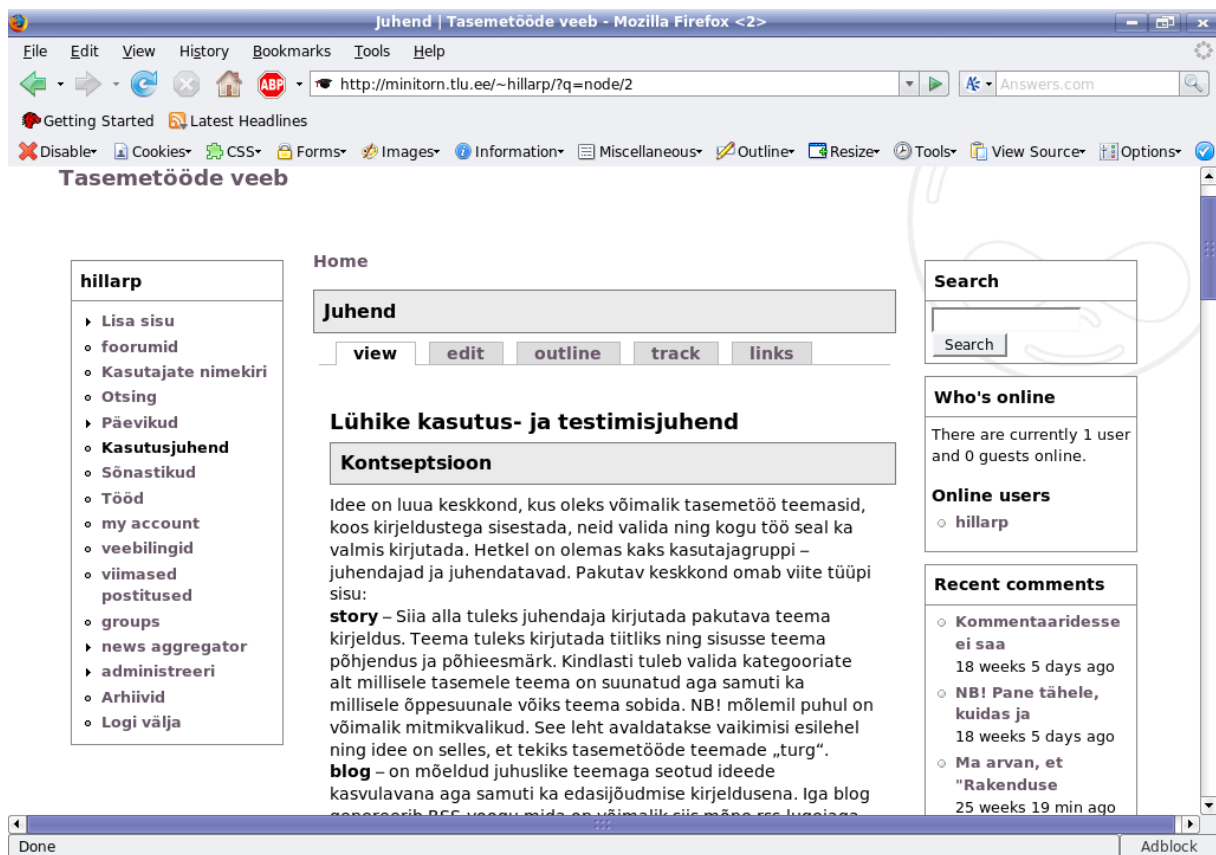 Juhend | Tasemetööde veeb - Mozilla Firefox <2>
File Edit View History Bookmarks Tools Help
ABP http://minitorn.tlu.ee/~hillarp/?q=node/2 Answers.com
Getting Started Latest Headlines
Disable Cookies CSS Forms Images Information Miscellaneous Outline Resize Tools View Source Options
Tasemetööde veeb
hillarp
Lisa sisu
foorumid
Kasutajate nimekiri
Otsing
Päevikud
Kasutusjuhend
Sõnastikud
Tööd
my account
veebilingid
viimased
postitused
groups
news aggregator
administreeri
Arhiivid
Logi välja
Home
Juhend
view edit outline track links
Lühike kasutus- ja testimisjuhend
Kontseptsioon
Idee on luua keskkond, kus oleks võimalik tasemetöö teemasid,
koos kirjeldustega sisestada, neid valida ning kogu töö seal ka
valmis kirjutada. Hetkel on olemas kaks kasutajagruppi –
juhendajad ja juhendatavad. Pakutav keskkond omab viite tüüpi
sisu:
story – Siia alla tuleks juhendaja kirjutada pakutava teema
kirjeldus. Teema tuleks kirjutada tiitliks ning sisusse teema
põhjendus ja põhieesmärk. Kindlasti tuleb valida kategooriate
alt millisele tasemele teema on suunatud aga samuti ka
millisele õppesuunale võiks teema sobida. NB! mõlemil puhul on
võimalik mitmikvalikud. See leht avaldatakse vaikimisi esilehel
ning idee on selles, et tekiks tasemetööde teemade „turg“.
blog – on mõeldud juhuslike teemaga seotud ideede
kasvulavana aga samuti ka edasijõudmise kirjeldusena. Iga blog
genereerib RSS voogu mida on võimalik siis mõne rss lugejaga
Search
Search
Who's online
There are currently 1 user
and 0 guests online.
Online users
hillarp
Recent comments
Kommentaaridesse
ei saa
18 weeks 5 days ago
NB! Pane tähele,
kuidas ja
18 weeks 5 days ago
Ma arvan, et
"Rakenduse
25 weeks 19 min ago
Done Adblock